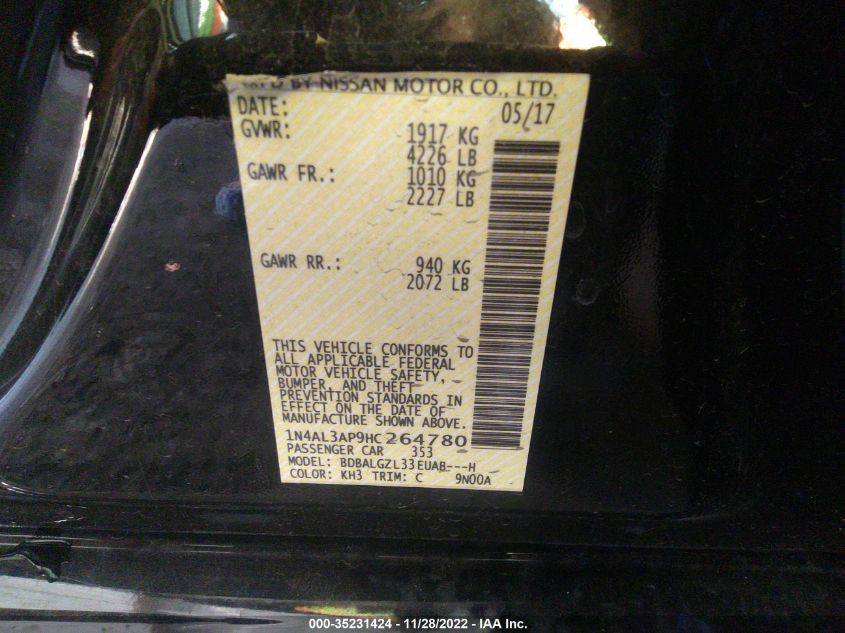 MFD BY NISSAN MOTOR CO., LTD.
DATE: 05/17
GVWR: 1917 KG
4226 LB
GAWR FR.: 1010 KG
2227 LB
GAWR RR.: 940 KG
2072 LB
THIS VEHICLE CONFORMS TO
ALL APPLICABLE FEDERAL
MOTOR VEHICLE SAFETY,
BUMPER, AND THEFT
PREVENTION STANDARDS IN
EFFECT ON THE DATE OF
MANUFACTURE SHOWN ABOVE.
1N4AL3AP9HC264780
PASSENGER CAR 353
MODEL: BDBALGZL33EUAB---H
COLOR: KH3 TRIM: C 9N00A
000-35231424 - 11/28/2022 - IAA Inc.